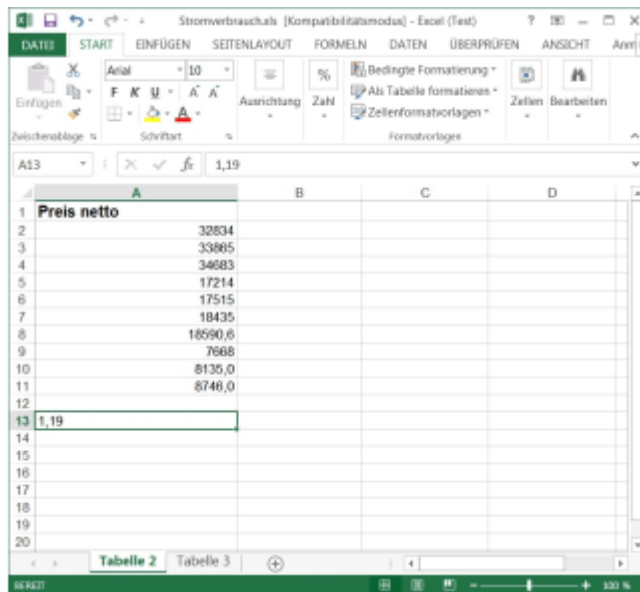 Stromverbrauch.xls [Kompatibilitätsmodus] - Excel (Test)
DATEI START EINFÜGEN SEITENLAYOUT FORMELN DATEN ÜBERPRÜFEN ANSICHT Anm
Einfügen
Zwischenablage
Arial 10
F K U A A
A
Schriftart
Ausrichtung
%
Zahl
Bedingte Formatierung
Als Tabelle formatieren
Zellenformatvorlagen
Formatvorlagen
Zellen
Bearbeiten
A13 fx 1,19
A B C D
1 Preis netto
2 32834
3 33865
4 34683
5 17214
6 17515
7 18435
8 18590,6
9 7668
10 8135,0
11 8746,0
12
13 1,19
14
15
16
17
18
19
20
Tabelle 2 Tabelle 3
BEREIT 100 %